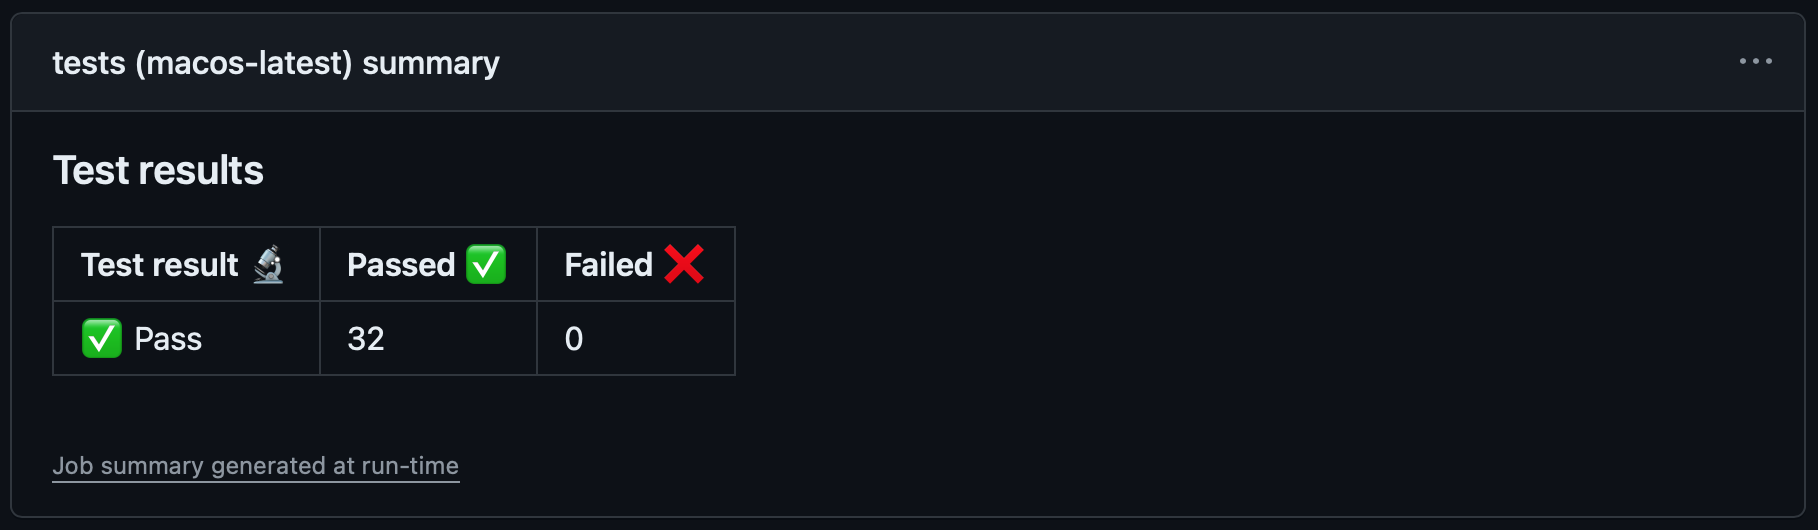 tests (macos-latest) summary
Test results
Test result 🔬 Passed ✅ Failed ❌
✅ Pass 32 0
Job summary generated at run-time